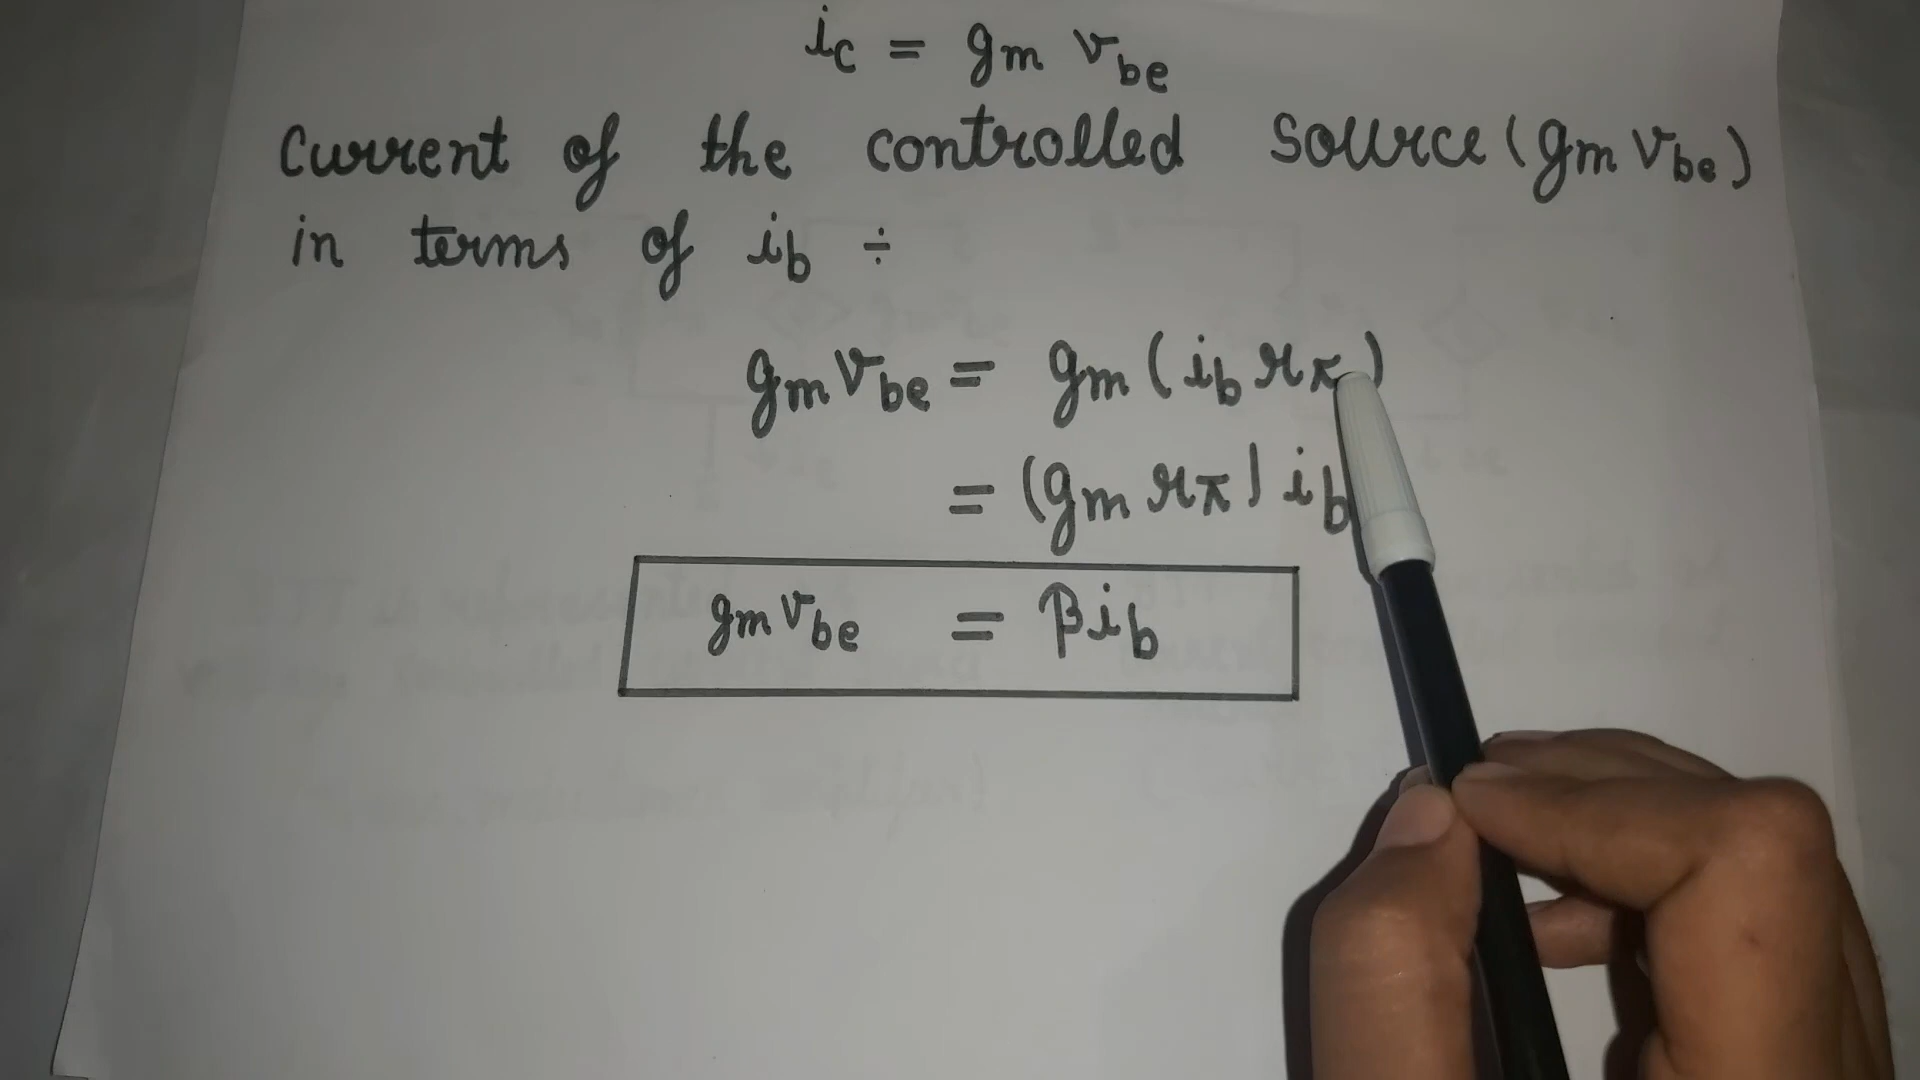 ic = gm vbe
Current of the controlled source (gm vbe)
in terms of ib ÷
gm vbe = gm (ib rπ)
= (gm rπ) ib
gm vbe = βib